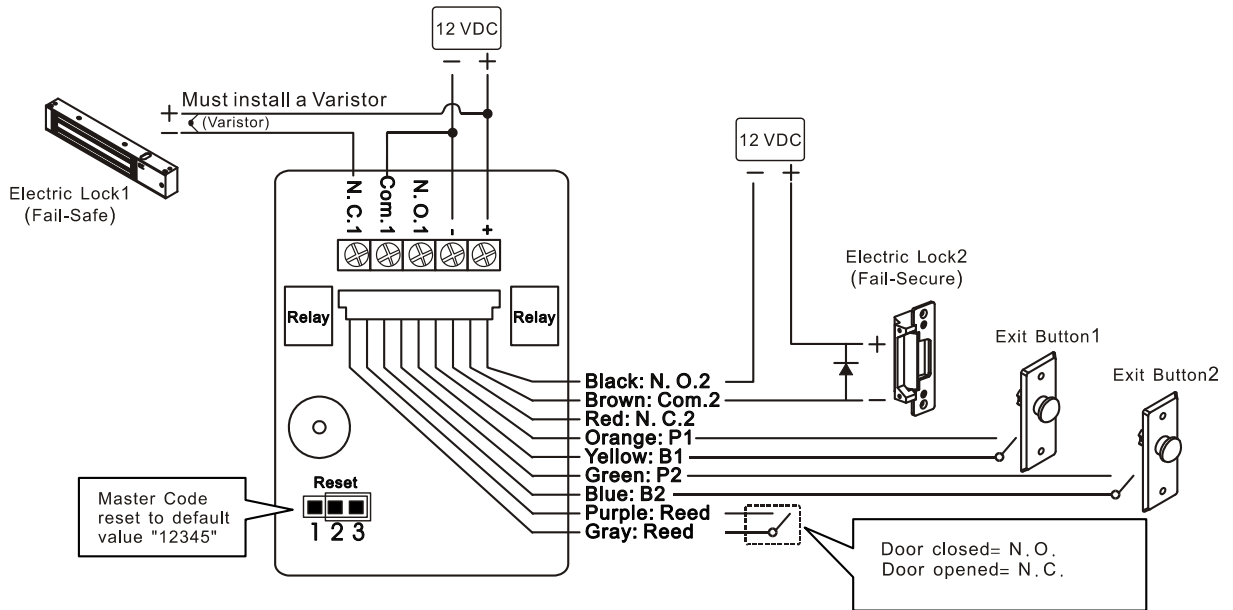 12 VDC
− +
Must install a Varistor
+
(Varistor)
−
Electric Lock1
(Fail-Safe)
N. C.1
Com.1
N. O.1
-
+
Relay
Relay
12 VDC
− +
Electric Lock2
(Fail-Secure)
+
−
Exit Button1
Exit Button2
Black: N. O.2
Brown: Com.2
Red: N. C.2
Orange: P1
Yellow: B1
Green: P2
Blue: B2
Purple: Reed
Gray: Reed
Reset
1 2 3
Master Code
reset to default
value "12345"
Door closed= N.O.
Door opened= N.C.